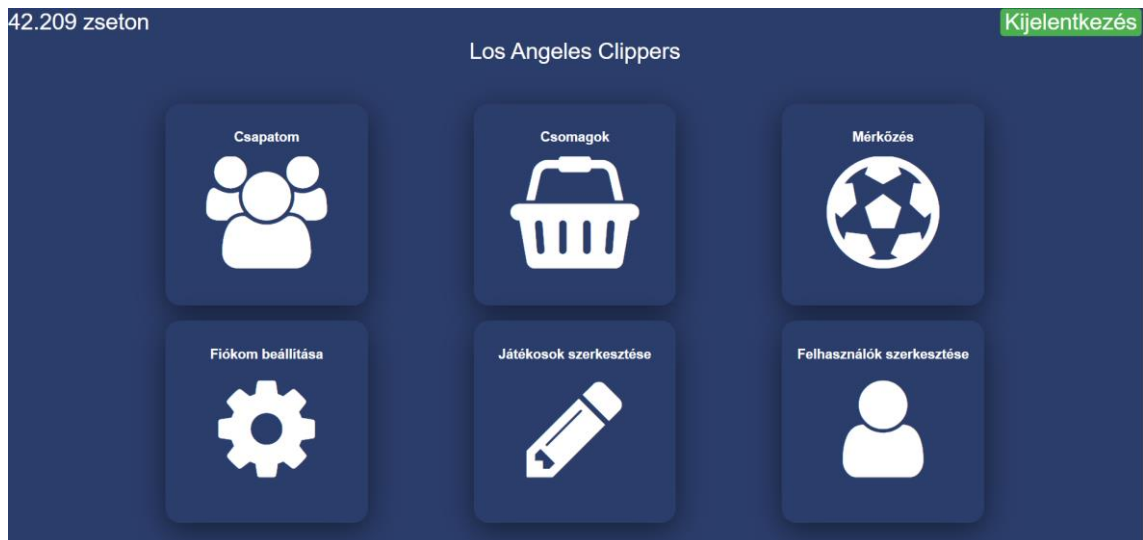 42.209 zseton
Kijelentkezés
Los Angeles Clippers
Csapatom
Csomagok
Mérkőzés
Fiókom beállítása
Játékosok szerkesztése
Felhasználók szerkesztése